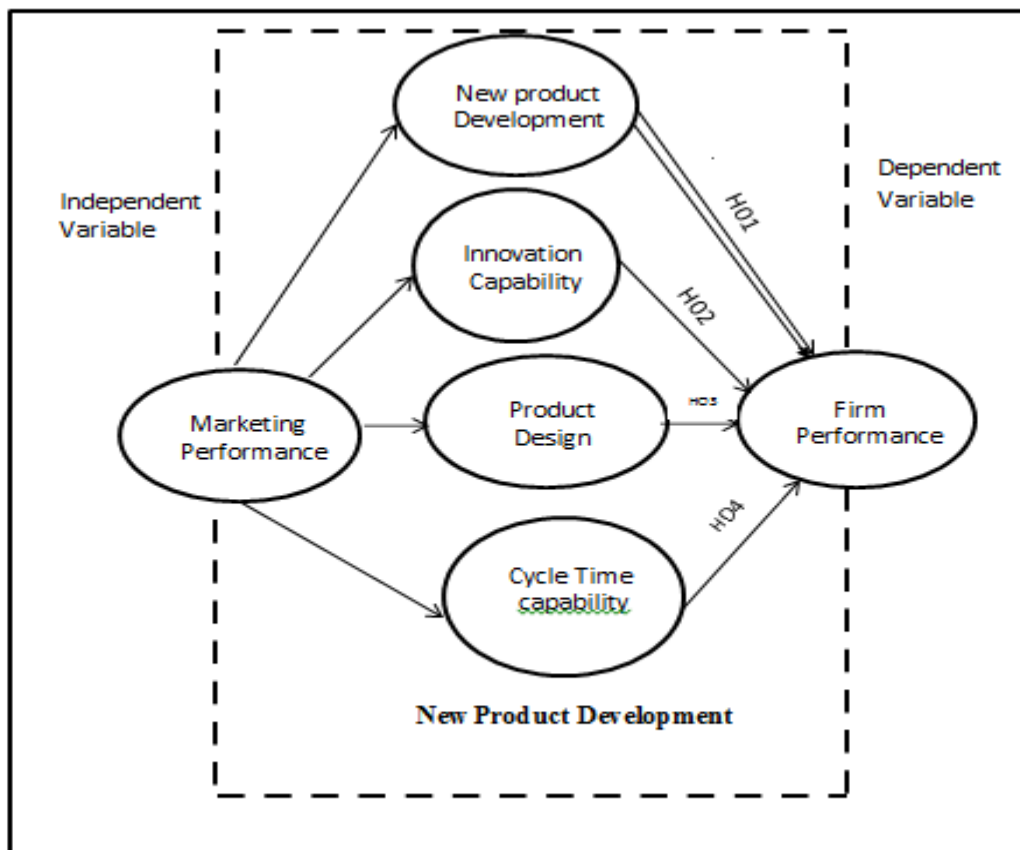 New product
Development
Independent
Variable
Dependent
Variable
H01
Innovation
Capability
H02
Marketing
Performance
Product
Design
H03
Firm
Performance
H04
Cycle Time
capability
New Product Development